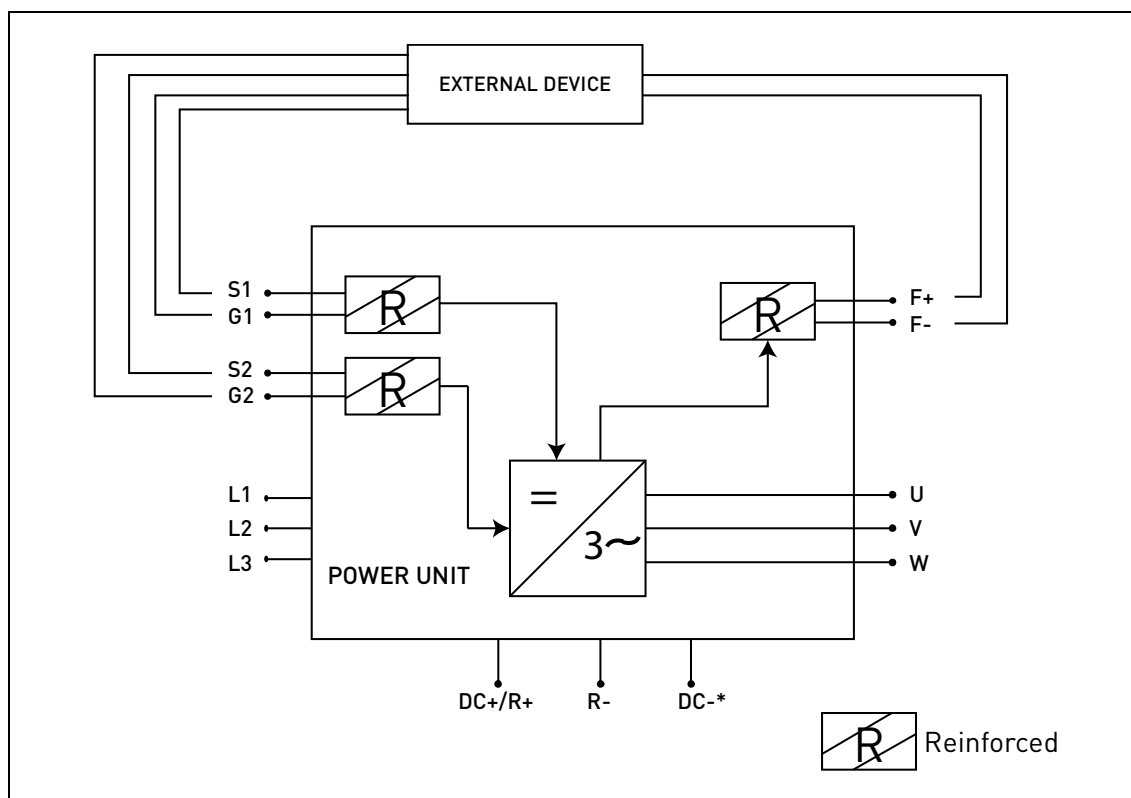 EXTERNAL DEVICE
S1
G1
R
R
F+
F-
S2
G2
R
L1
L2
L3
=
3~
U
V
W
POWER UNIT
DC+/R+
R-
DC-*
R
Reinforced